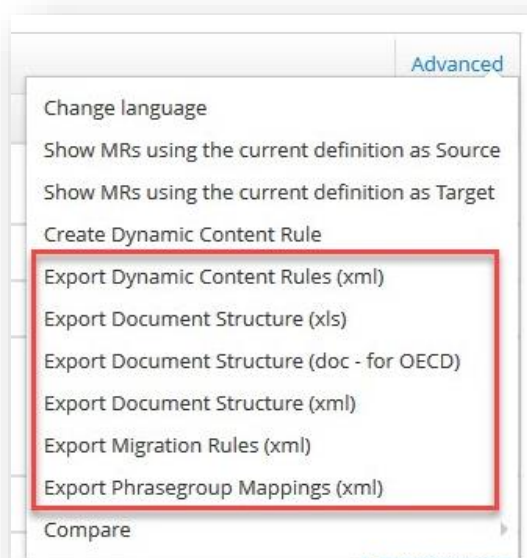 Advanced
Change language
Show MRs using the current definition as Source
Show MRs using the current definition as Target
Create Dynamic Content Rule
Export Dynamic Content Rules (xml)
Export Document Structure (xls)
Export Document Structure (doc - for OECD)
Export Document Structure (xml)
Export Migration Rules (xml)
Export Phrasegroup Mappings (xml)
Compare